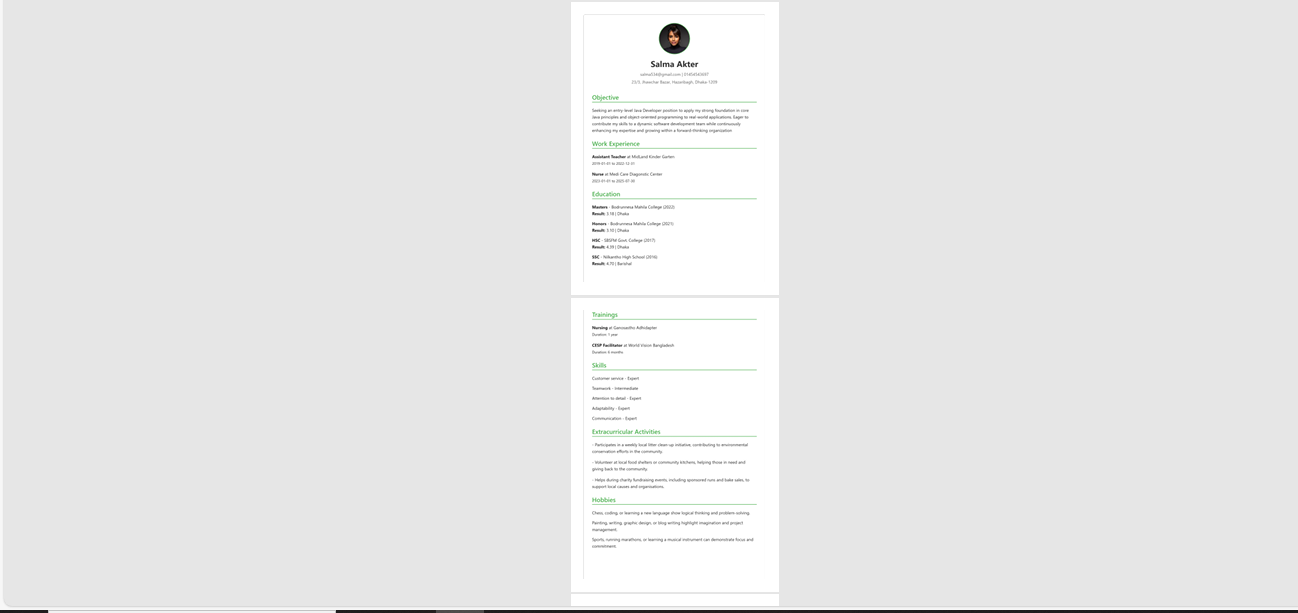 Salma Akter
salma534@gmail.com | 01454543697
23/3, Jhawchar Bazar, Hazaribagh, Dhaka-1209
Objective
Seeking an entry-level Java Developer position to apply my strong foundation in core
Java principles and object-oriented programming to real-world applications. Eager to
contribute my skills to a dynamic software development team while continuously
enhancing my expertise and growing within a forward-thinking organization
Work Experience
Assistant Teacher at MidLand Kinder Garten
2019-01-01 to 2022-12-31
Nurse at Medi Care Diagonstic Center
2023-01-01 to 2025-07-30
Education
Masters - Bodrunnesa Mahila College (2022)
Result: 3.18 | Dhaka
Honors - Bodrunnesa Mahila College (2021)
Result: 3.10 | Dhaka
HSC - SBSFM Govt. College (2017)
Result: 4.39 | Dhaka
SSC - Nilkantho High School (2016)
Result: 4.70 | Barishal
Trainings
Nursing at Gonosastho Adhidapter
Duration: 1 year
CESP Facilitator at World Vision Bangladesh
Duration: 6 months
Skills
Customer service - Expert
Teamwork - Intermediate
Attention to detail - Expert
Adaptability - Expert
Communication - Expert
Extracurricular Activities
- Participates in a weekly local litter clean-up initiative, contributing to environmental
conservation efforts in the community.
- Volunteer at local food shelters or community kitchens, helping those in need and
giving back to the community.
- Helps during charity fundraising events, including sponsored runs and bake sales, to
support local causes and organisations.
Hobbies
Chess, coding, or learning a new language show logical thinking and problem-solving.
Painting, writing, graphic design, or blog writing highlight imagination and project
management.
Sports, running marathons, or learning a musical instrument can demonstrate focus and
commitment.